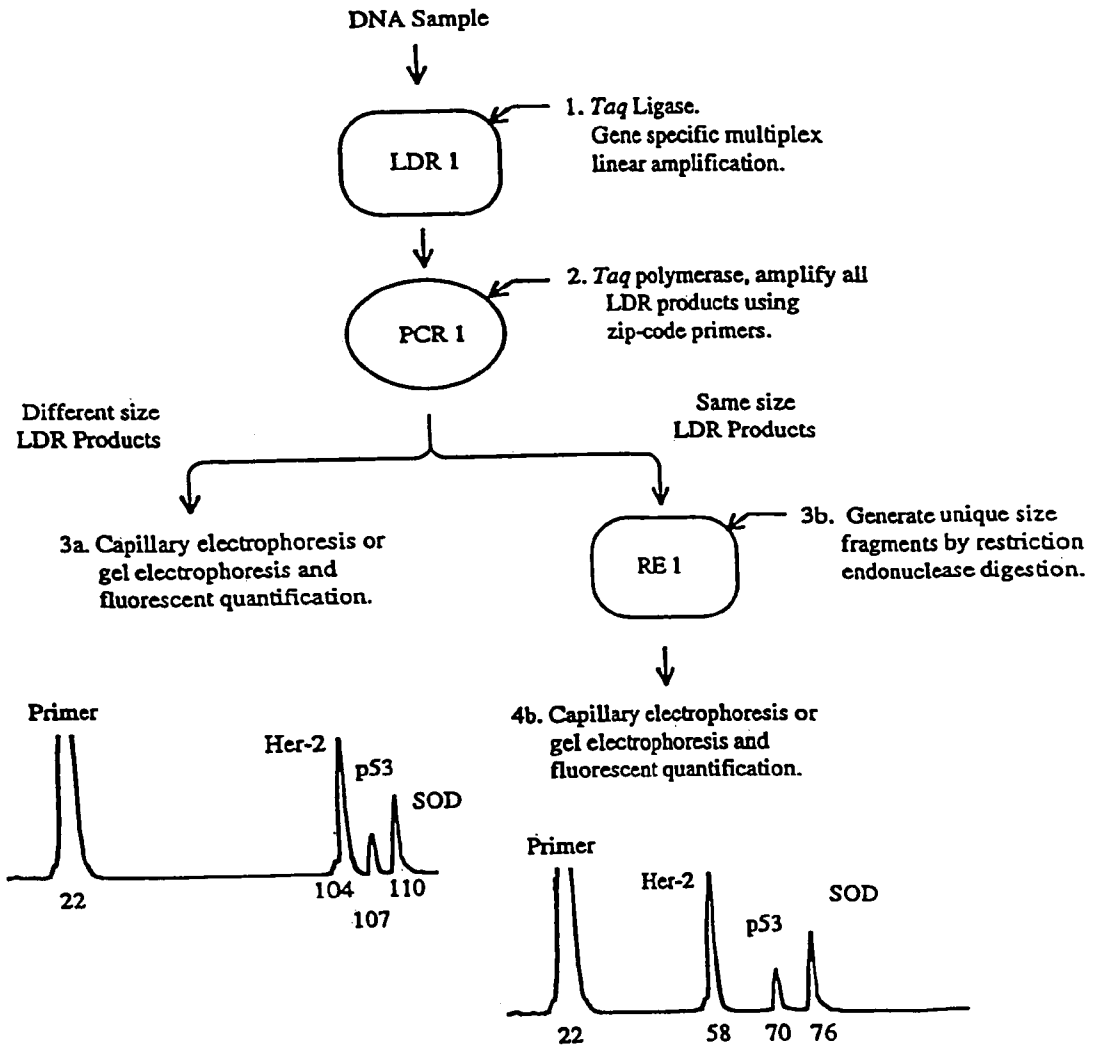 DNA Sample
LDR 1
1. Taq Ligase.
Gene specific multiplex
linear amplification.
PCR 1
2. Taq polymerase, amplify all
LDR products using
zip-code primers.
Different size
LDR Products
Same size
LDR Products
3a. Capillary electrophoresis or
gel electrophoresis and
fluorescent quantification.
RE 1
3b. Generate unique size
fragments by restriction
endonuclease digestion.
4b. Capillary electrophoresis or
gel electrophoresis and
fluorescent quantification.
Primer
Her-2
p53
SOD
22
104
107
110
Primer
Her-2
p53
SOD
22
58
70
76